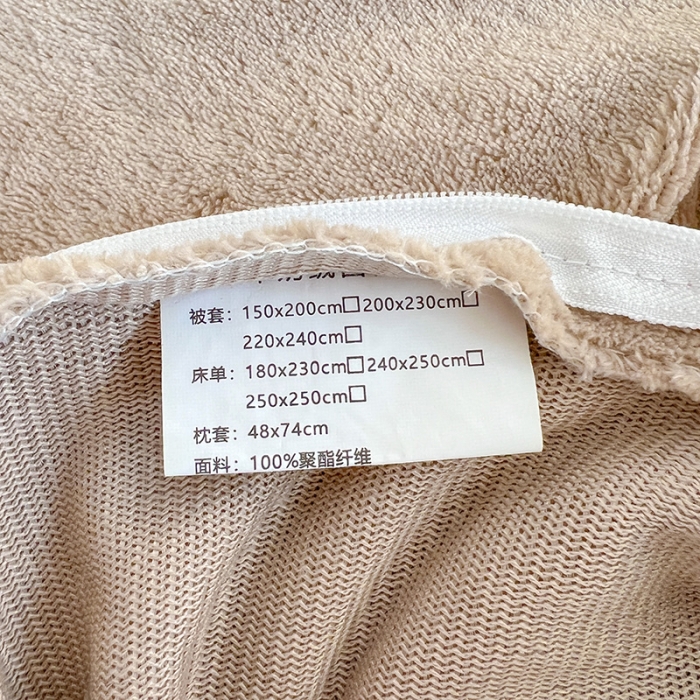 被套：150x200cm□200x230cm□
220x240cm□
床单：180x230cm□240x250cm□
250x250cm□
枕套：48x74cm
面料：100%聚酯纤维